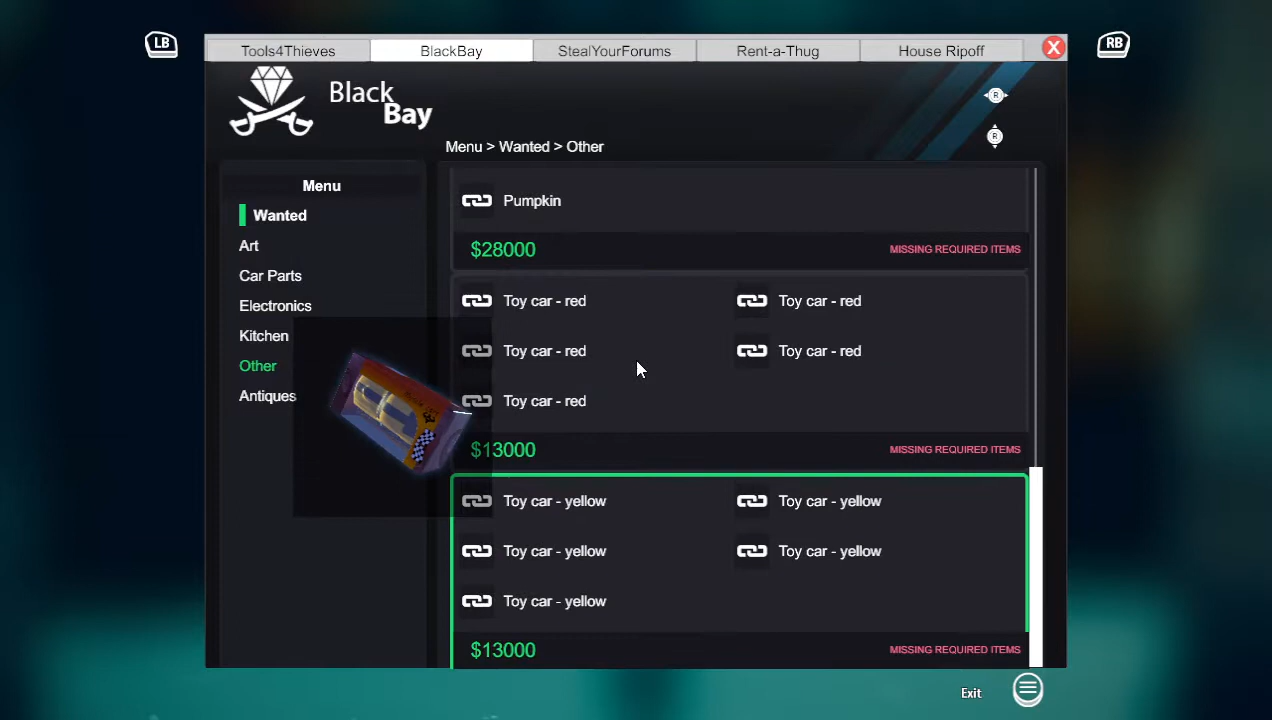 LB
RB
Tools4Thieves BlackBay StealYourForums Rent-a-Thug House Ripoff X
Black
Bay
R
R
Menu > Wanted > Other
Menu
Wanted
Art
Car Parts
Electronics
Kitchen
Other
Antiques
Pumpkin
$28000 MISSING REQUIRED ITEMS
Toy car - red Toy car - red
Toy car - red Toy car - red
Toy car - red
$13000 MISSING REQUIRED ITEMS
Toy car - yellow Toy car - yellow
Toy car - yellow Toy car - yellow
Toy car - yellow
$13000 MISSING REQUIRED ITEMS
Exit